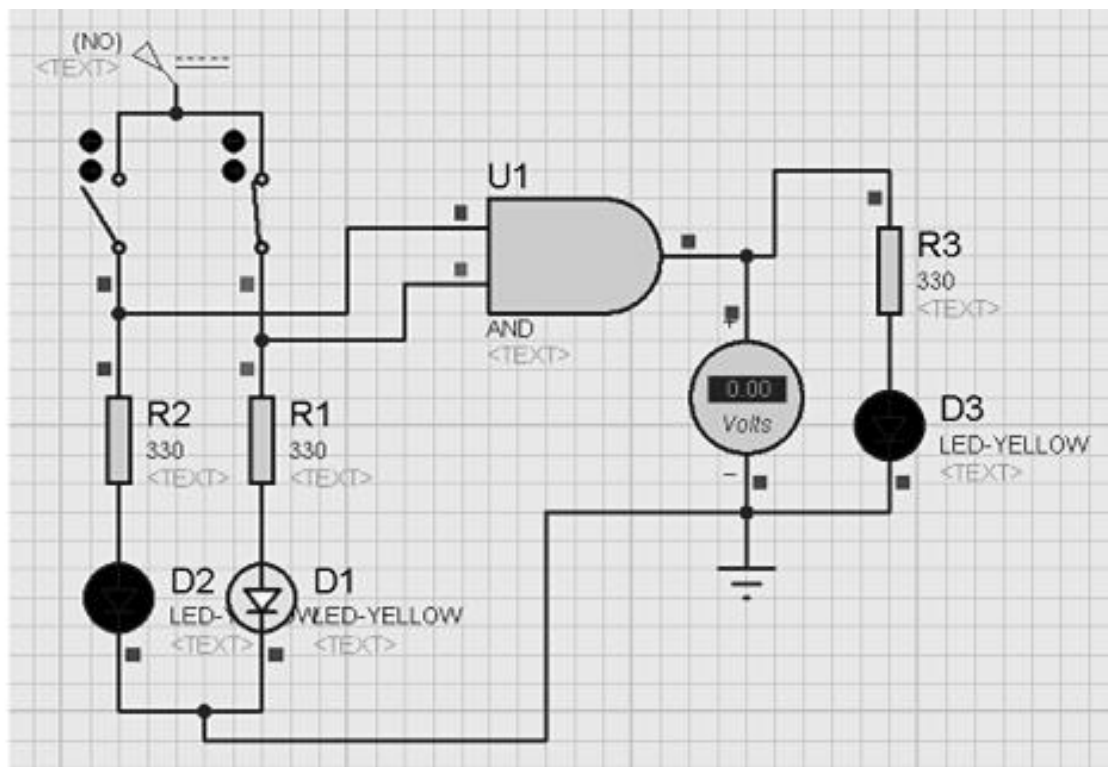 (NO)
<TEXT>
U1
AND
<TEXT>
R3
330
<TEXT>
+
0.00
Volts
−
R2
330
<TEXT>
R1
330
<TEXT>
D3
LED-YELLOW
<TEXT>
D2
<TEXT>
D1
LED-YELLOW
<TEXT>